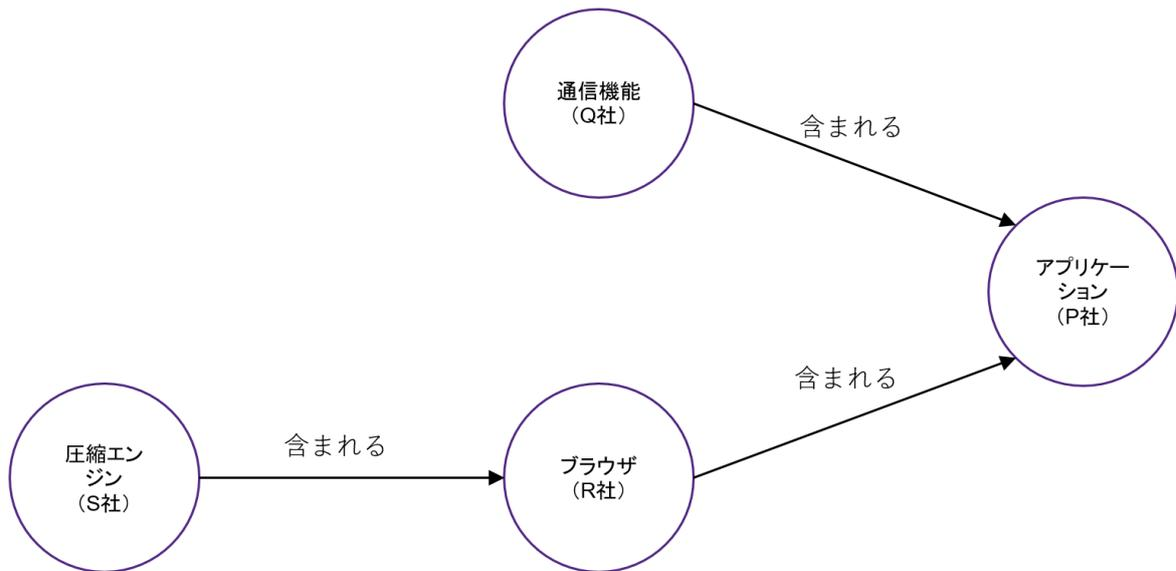 通信機能
（Q社）
含まれる
アプリケー
ション
（P社）
含まれる
圧縮エン
ジン
（S社）
含まれる
ブラウザ
（R社）